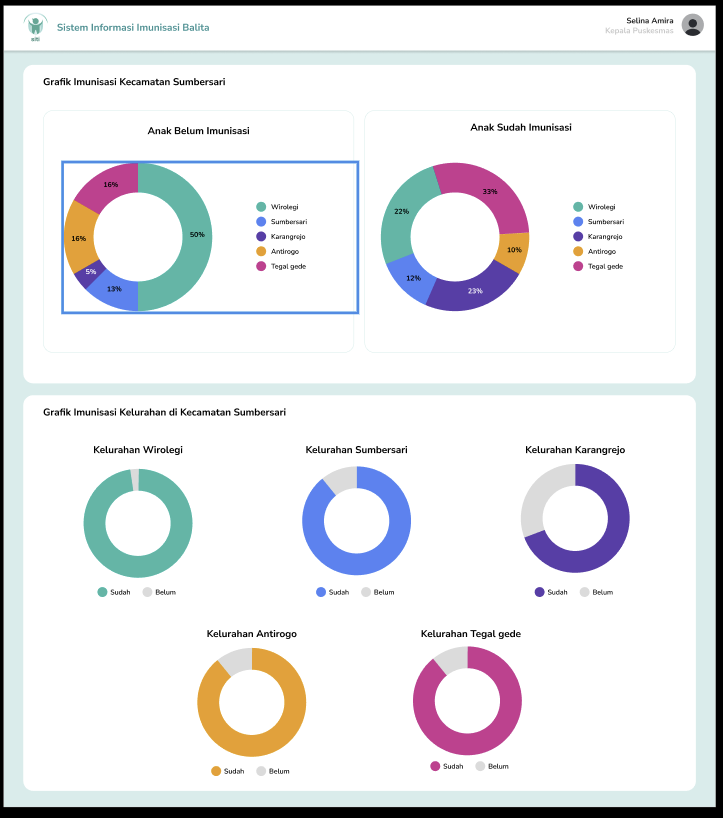 siti
Sistem Informasi Imunisasi Balita
Selina Amira
Kepala Puskesmas
Grafik Imunisasi Kecamatan Sumbersari
Anak Belum Imunisasi
16%
50%
16%
5%
13%
Wirolegi
Sumbersari
Karangrejo
Antirogo
Tegal gede
Anak Sudah Imunisasi
33%
22%
10%
12%
23%
Wirolegi
Sumbersari
Karangrejo
Antirogo
Tegal gede
Grafik Imunisasi Kelurahan di Kecamatan Sumbersari
Kelurahan Wirolegi
Sudah Belum
Kelurahan Sumbersari
Sudah Belum
Kelurahan Karangrejo
Sudah Belum
Kelurahan Antirogo
Sudah Belum
Kelurahan Tegal gede
Sudah Belum